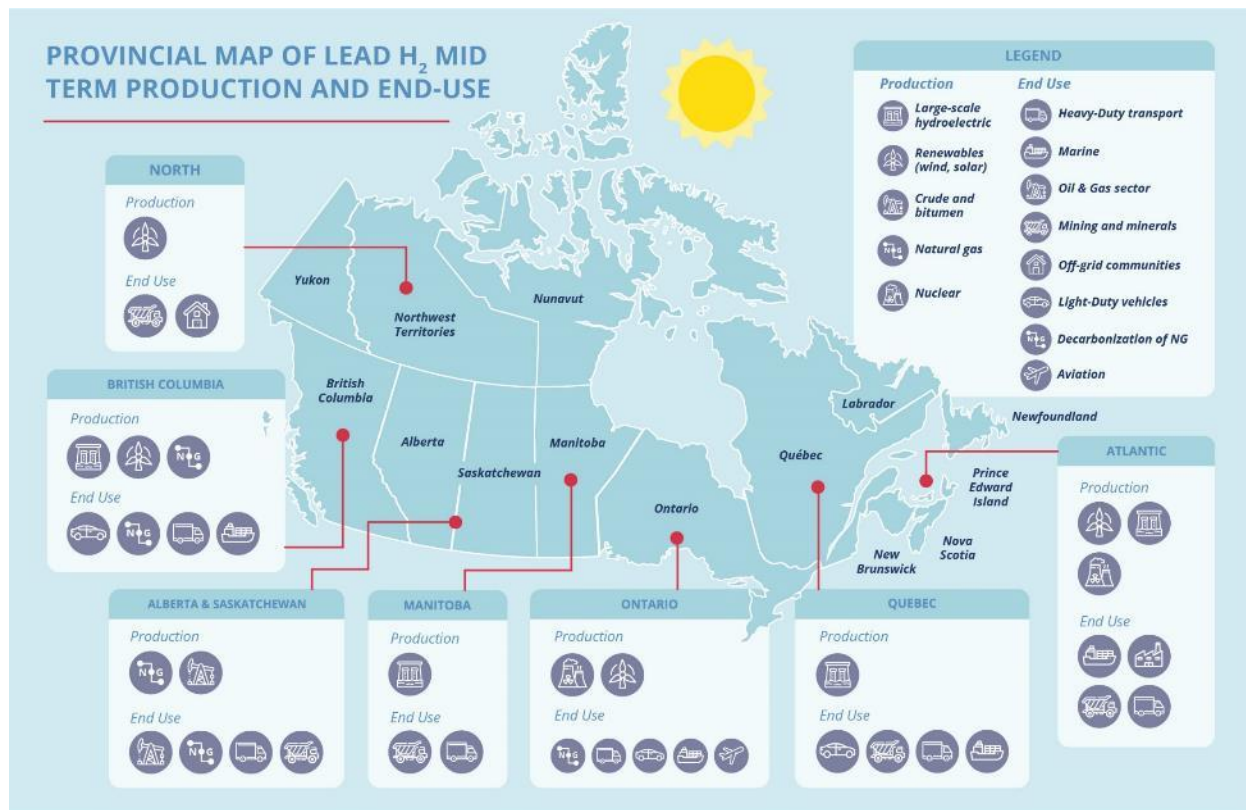 PROVINCIAL MAP OF LEAD H₂ MID
TERM PRODUCTION AND END-USE
LEGEND
Production
Large-scale
hydroelectric
Renewables
(wind, solar)
Crude and
bitumen
Natural gas
Nuclear
End Use
Heavy-Duty transport
Marine
Oil & Gas sector
Mining and minerals
Off-grid communities
Light-Duty vehicles
Decarbonization of NG
Aviation
N G
N G
NORTH
Production
End Use
Yukon
Northwest
Territories
Nunavut
British
Columbia
Alberta
Saskatchewan
Manitoba
Ontario
Québec
Labrador
Newfoundland
Prince
Edward
Island
Nova
Scotia
New
Brunswick
BRITISH COLUMBIA
Production
N G
End Use
N G
ATLANTIC
Production
End Use
ALBERTA & SASKATCHEWAN
Production
N G
End Use
N G
MANITOBA
Production
End Use
ONTARIO
Production
End Use
N G
QUEBEC
Production
End Use